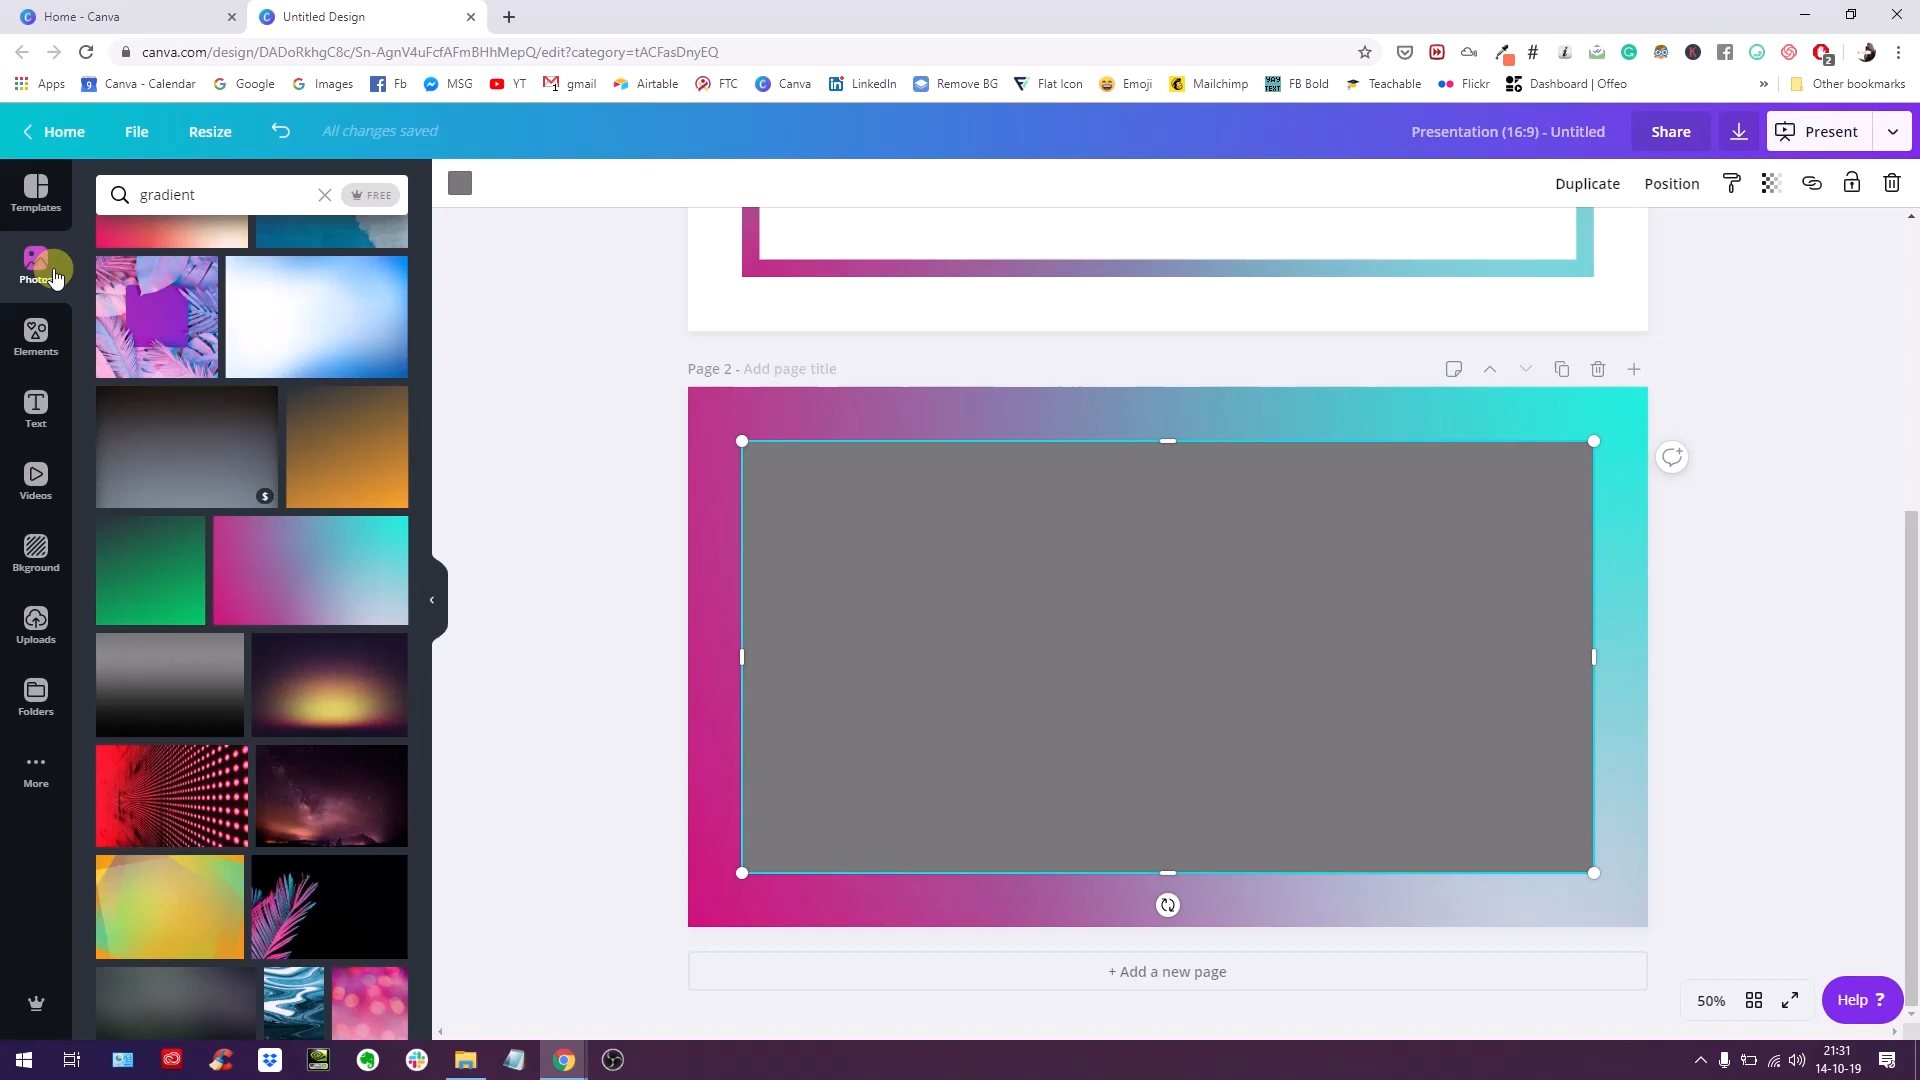 Home - Canva
Untitled Design
canva.com/design/DADoRkhgC8c/Sn-AgnV4uFcfAFmBHhMepQ/edit?category=tACFasDnyEQ
Apps Canva - Calendar Google Images Fb MSG YT gmail Airtable FTC Canva LinkedIn Remove BG Flat Icon Emoji Mailchimp FB Bold Teachable Flickr Dashboard | Offeo » Other bookmarks
Home File Resize All changes saved Presentation (16:9) - Untitled Share Present
gradient FREE
Duplicate Position
Templates
Photos
Elements
Text
Videos
Bkground
Uploads
Folders
More
Page 2 - Add page title
$
+ Add a new page
50%
Help ?
21:31
14-10-19